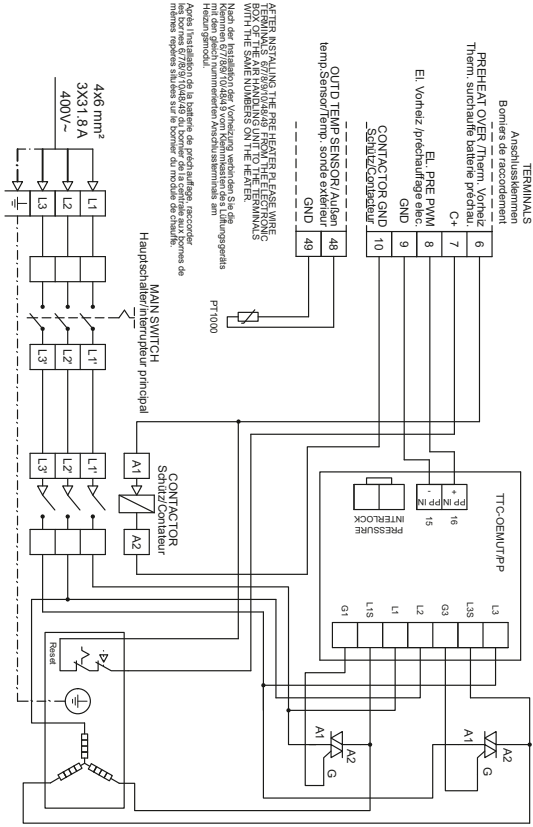 TERMINALS
Anschlussklemmen
Borniers de raccordement
PREHEAT OVER /Therm. Vorheiz
Therm. surchauffe batterie préchau.
6
C+
7
EL. PRE PWM
El. Vorheiz /préchauffage elec.
8
GND
9
CONTACTOR GND
Schütz/Contacteur
10
OUTD TEMP SENSOR/ Außen
temp.Sensor/Temp. sonde extérieur
48
GND
49
PT1000
AFTER INSTALLING THE PRE HEATER PLEASE WIRE
TERMINALS 6/7/8/9/10/48/49 FROM THE ELECTRONIC
BOX OF THE AIR HANDLING UNIT TO THE TERMINALS
WITH THE SAME NUMBERS ON THE HEATER.
Nach der Installation der Vorheizung verbinden Sie die
Klemmen 6/7/8/9/10/48/49 vom Klemmkasten des Lüftungsgeräts
mit den gleich nummerierten Anschlussterminals am
Heizungsmodul.
Après l'installation de la batterie de préchauffage, raccorder
les bornes 6/7/8/9/10/48/49 du bornier de la centrale aux bornes de
mêmes repères situées sur le bornier du module de chauffe.
TTC-OEMUT/PP
+
PP IN
16
-
PP IN
15
PRESSURE
INTERLOCK
L3
L3S
G3
L2
L1
L1S
G1
A1
A2
G
A1
A2
G
CONTACTOR
Schütz/Contateur
A1
A2
MAIN SWITCH
Hauptschalter/interrupteur principal
4x6 mm²
3X31.8A
400V~
L1
L2
L3
L1'
L2'
L3'
L1'
L2'
L3'
Reset